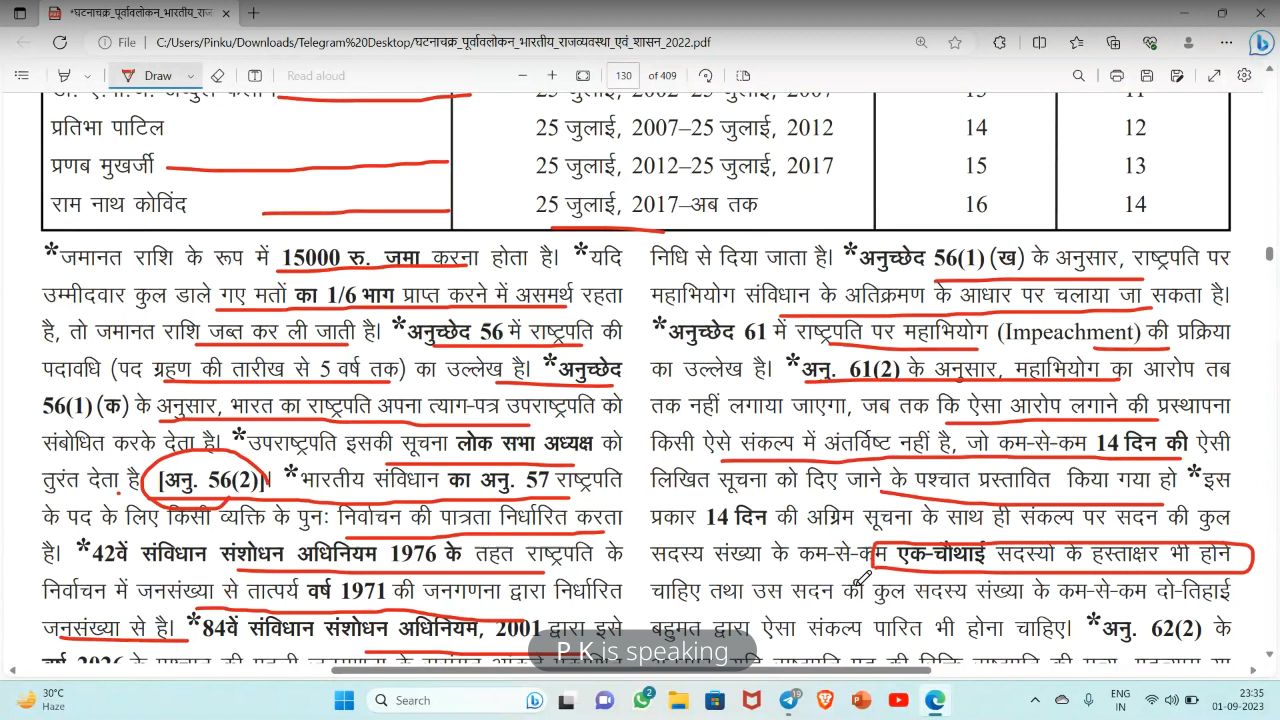 *घटनाचक्र_पूर्वावलोकन_भारतीय_राज
File C:/Users/Pinku/Downloads/Telegram%20Desktop/घटनाचक्र_पूर्वावलोकन_भारतीय_राजव्यवस्था_एवं_शासन_2022.pdf
Draw Read aloud 130 of 409
प्रतिभा पाटिल 25 जुलाई, 2007–25 जुलाई, 2012 14 12
प्रणब मुखर्जी 25 जुलाई, 2012–25 जुलाई, 2017 15 13
राम नाथ कोविंद 25 जुलाई, 2017–अब तक 16 14
*जमानत राशि के रूप में 15000 रु. जमा करना होता है। *यदि
उम्मीदवार कुल डाले गए मतों का 1/6 भाग प्राप्त करने में असमर्थ रहता
है, तो जमानत राशि जब्त कर ली जाती है। *अनुच्छेद 56 में राष्ट्रपति की
पदावधि (पद ग्रहण की तारीख से 5 वर्ष तक) का उल्लेख है। *अनुच्छेद
56(1)(क) के अनुसार, भारत का राष्ट्रपति अपना त्याग-पत्र उपराष्ट्रपति को
संबोधित करके देता है। *उपराष्ट्रपति इसकी सूचना लोक सभा अध्यक्ष को
तुरंत देता है [अनु. 56(2)]। *भारतीय संविधान का अनु. 57 राष्ट्रपति
के पद के लिए किसी व्यक्ति के पुनः निर्वाचन की पात्रता निर्धारित करता
है। *42वें संविधान संशोधन अधिनियम 1976 के तहत राष्ट्रपति के
निर्वाचन में जनसंख्या से तात्पर्य वर्ष 1971 की जनगणना द्वारा निर्धारित
जनसंख्या से है। *84वें संविधान संशोधन अधिनियम, 2001 द्वारा इसे
निधि से दिया जाता है। *अनुच्छेद 56(1)(ख) के अनुसार, राष्ट्रपति पर
महाभियोग संविधान के अतिक्रमण के आधार पर चलाया जा सकता है।
*अनुच्छेद 61 में राष्ट्रपति पर महाभियोग (Impeachment) की प्रक्रिया
का उल्लेख है। *अनु. 61(2) के अनुसार, महाभियोग का आरोप तब
तक नहीं लगाया जाएगा, जब तक कि ऐसा आरोप लगाने की प्रस्थापना
किसी ऐसे संकल्प में अंतर्विष्ट नहीं है, जो कम-से-कम 14 दिन की ऐसी
लिखित सूचना को दिए जाने के पश्चात प्रस्तावित किया गया हो *इस
प्रकार 14 दिन की अग्रिम सूचना के साथ ही संकल्प पर सदन की कुल
सदस्य संख्या के कम-से-कम एक-चौथाई सदस्यों के हस्ताक्षर भी होने
चाहिए तथा उस सदन की कुल सदस्य संख्या के कम-से-कम दो-तिहाई
बहुमत द्वारा ऐसा संकल्प पारित भी होना चाहिए। *अनु. 62(2) के
P K is speaking
30°C
Haze
Search
2
19
ENG
IN
23:35
01-09-2023